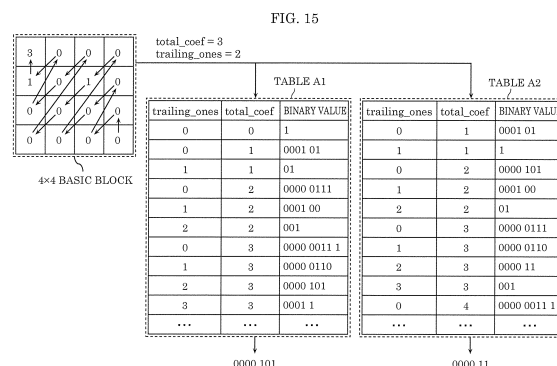 FIG. 15
total_coef = 3
trailing_ones = 2
3 0 0 0
1 0 1 0
0 0 0 0
0 0 0 0
4×4 BASIC BLOCK
TABLE A1
trailing_ones total_coef BINARY VALUE
0 0 1
0 1 0001 01
1 1 01
0 2 0000 0111
1 2 0001 00
2 2 001
0 3 0000 0011 1
1 3 0000 0110
2 3 0000 101
3 3 0001 1
... ... ...
0000 101
TABLE A2
trailing_ones total_coef BINARY VALUE
0 1 0001 01
1 1 1
0 2 0000 101
1 2 0001 00
2 2 01
0 3 0000 0111
1 3 0000 0110
2 3 0000 11
3 3 001
0 4 0000 0011 1
... ... ...
0000 11